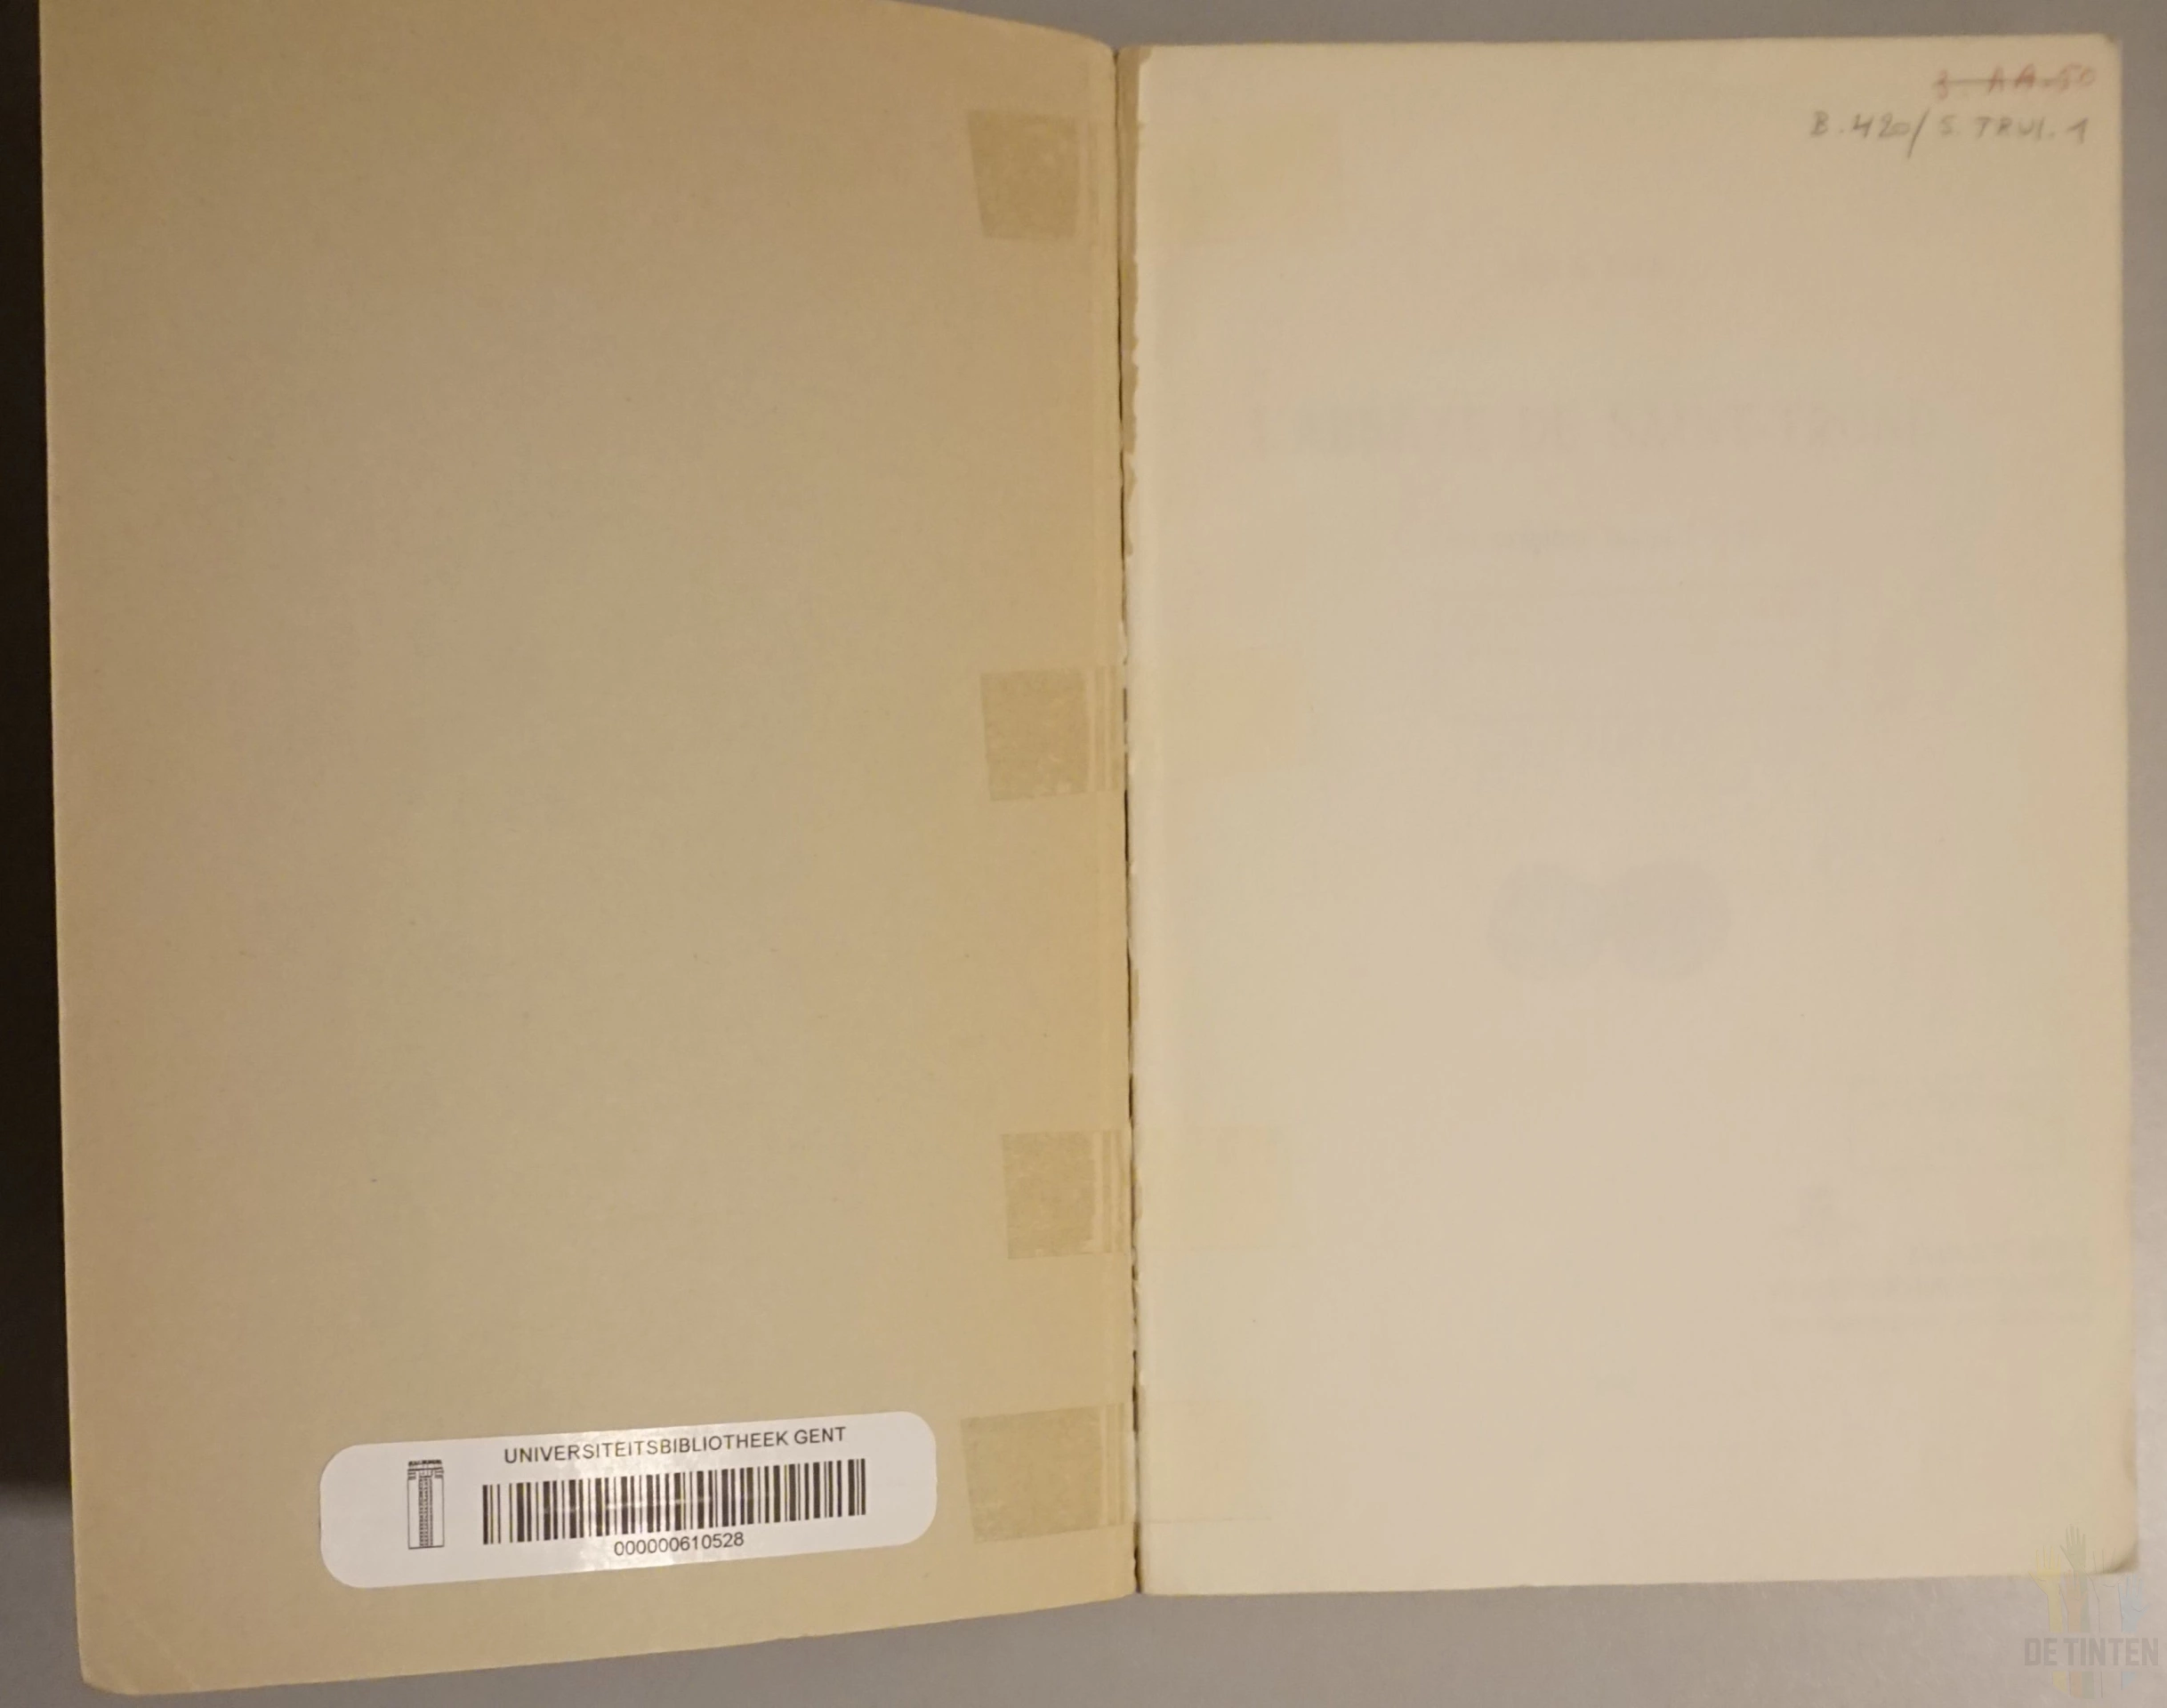 3 AA.50
B.420/S.TRUI.1
UNIVERSITEITSBIBLIOTHEEK GENT
000000610528
DE TINTEN